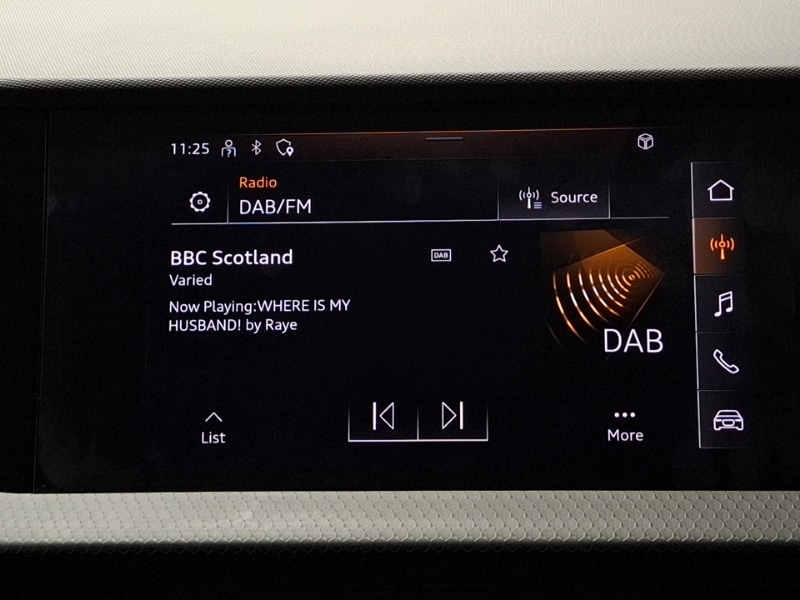 11:25
Radio
DAB/FM
Source
BBC Scotland
DAB
Varied
Now Playing:WHERE IS MY
HUSBAND! by Raye
DAB
List
More